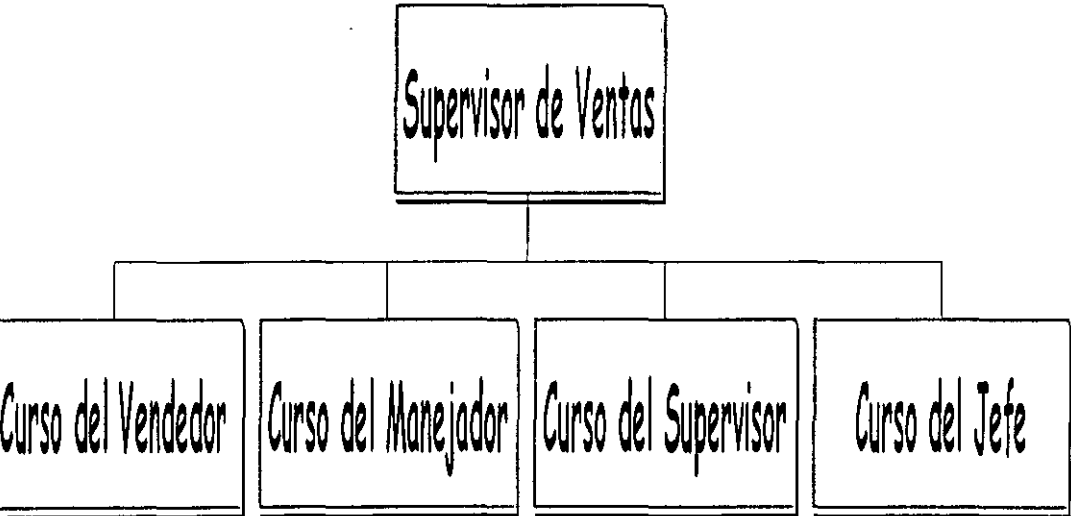 Supervisor de Ventas
Curso del Vendedor
Curso del Manejador
Curso del Supervisor
Curso del Jefe